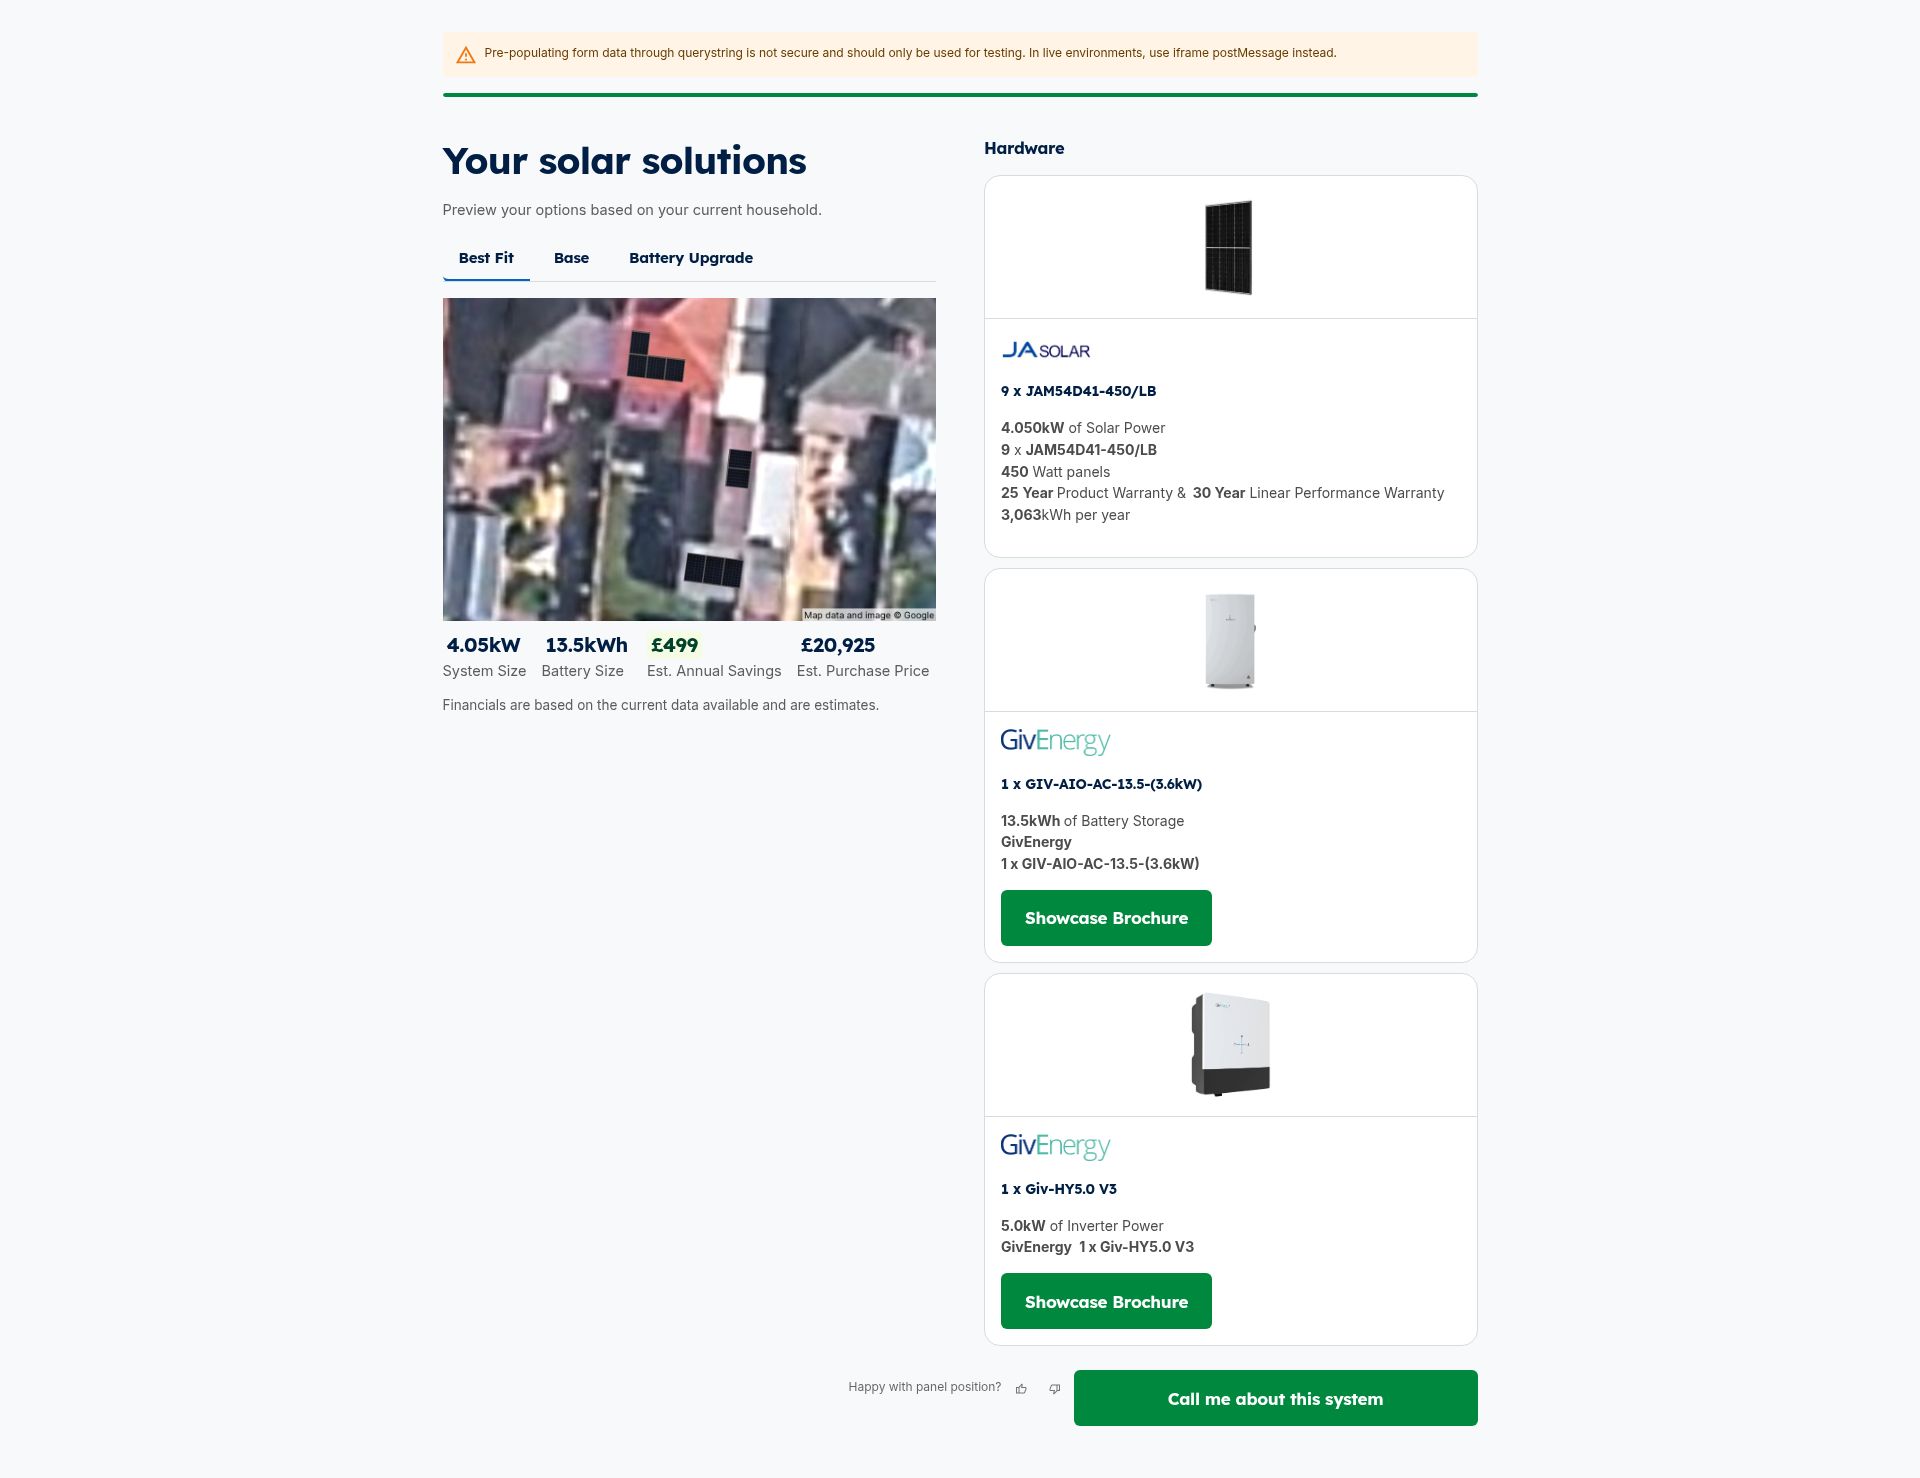 Pre-populating form data through querystring is not secure and should only be used for testing. In live environments, use iframe postMessage instead.
Your solar solutions
Preview your options based on your current household.
Best Fit
Base
Battery Upgrade
Map data and image © Google
4.05kW
System Size
13.5kWh
Battery Size
£499
Est. Annual Savings
£20,925
Est. Purchase Price
Financials are based on the current data available and are estimates.
Hardware
JA SOLAR
9 x JAM54D41-450/LB
4.050kW of Solar Power
9 x JAM54D41-450/LB
450 Watt panels
25 Year Product Warranty & 30 Year Linear Performance Warranty
3,063kWh per year
GivEnergy
1 x GIV-AIO-AC-13.5-(3.6kW)
13.5kWh of Battery Storage
GivEnergy
1 x GIV-AIO-AC-13.5-(3.6kW)
Showcase Brochure
GivEnergy
1 x Giv-HY5.0 V3
5.0kW of Inverter Power
GivEnergy 1 x Giv-HY5.0 V3
Showcase Brochure
Happy with panel position?
Call me about this system